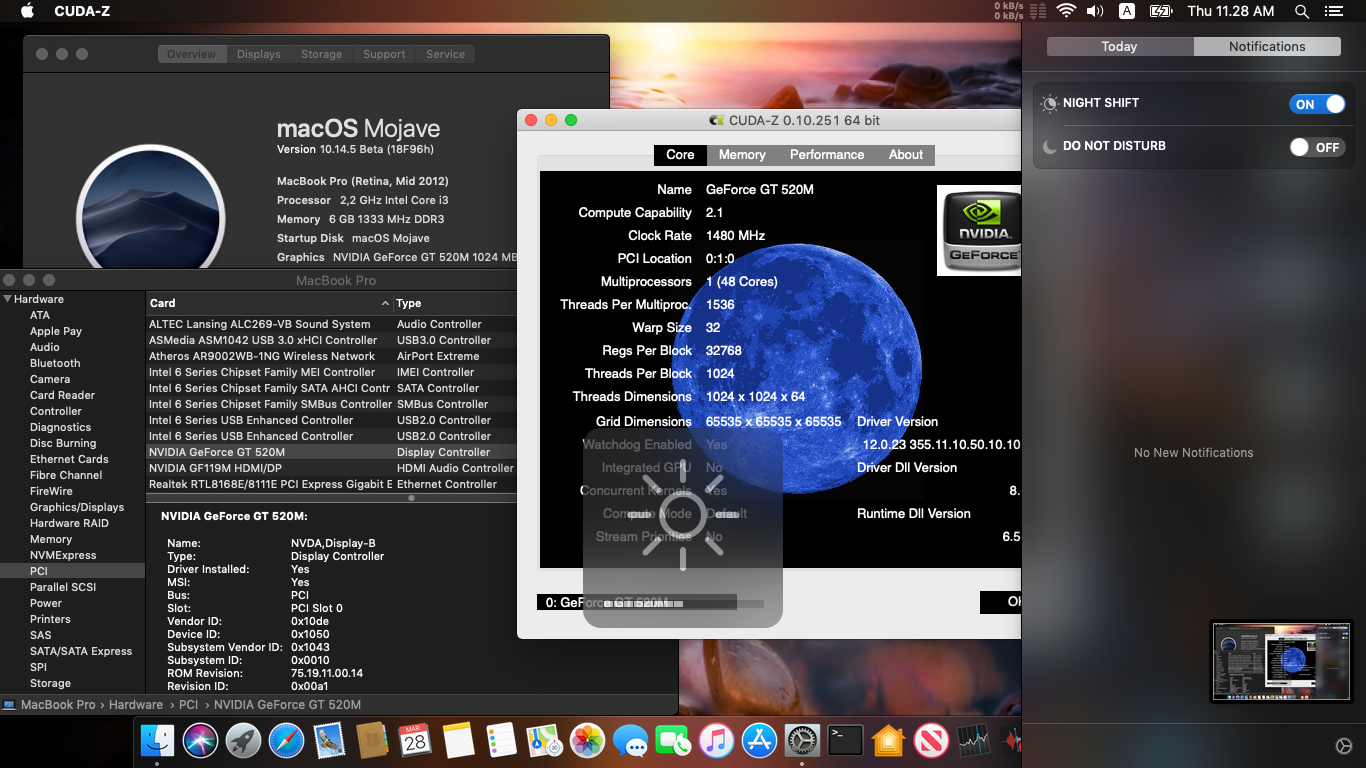 CUDA-Z
0 kB/s
0 kB/s
A
Thu 11.28 AM
Overview
Displays
Storage
Support
Service
macOS Mojave
Version 10.14.5 Beta (18F96h)
MacBook Pro (Retina, Mid 2012)
Processor 2,2 GHz Intel Core i3
Memory 6 GB 1333 MHz DDR3
Startup Disk macOS Mojave
Graphics NVIDIA GeForce GT 520M 1024 MB
MacBook Pro
Hardware
ATA
Apple Pay
Audio
Bluetooth
Camera
Card Reader
Controller
Diagnostics
Disc Burning
Ethernet Cards
Fibre Channel
FireWire
Graphics/Displays
Hardware RAID
Memory
NVMExpress
PCI
Parallel SCSI
Power
Printers
SAS
SATA/SATA Express
SPI
Storage
Card Type
ALTEC Lansing ALC269-VB Sound System Audio Controller
ASMedia ASM1042 USB 3.0 xHCI Controller USB3.0 Controller
Atheros AR9002WB-1NG Wireless Network AirPort Extreme
Intel 6 Series Chipset Family MEI Controller IMEI Controller
Intel 6 Series Chipset Family SATA AHCI Contr SATA Controller
Intel 6 Series Chipset Family SMBus Controller SMBus Controller
Intel 6 Series USB Enhanced Controller USB2.0 Controller
Intel 6 Series USB Enhanced Controller USB2.0 Controller
NVIDIA GeForce GT 520M Display Controller
NVIDIA GF119M HDMI/DP HDMI Audio Controller
Realtek RTL8168E/8111E PCI Express Gigabit E Ethernet Controller
NVIDIA GeForce GT 520M:
Name: NVDA,Display-B
Type: Display Controller
Driver Installed: Yes
MSI: Yes
Bus: PCI
Slot: PCI Slot 0
Vendor ID: 0x10de
Device ID: 0x1050
Subsystem Vendor ID: 0x1043
Subsystem ID: 0x0010
ROM Revision: 75.19.11.00.14
Revision ID: 0x00a1
MacBook Pro › Hardware › PCI › NVIDIA GeForce GT 520M
CUDA-Z 0.10.251 64 bit
Core
Memory
Performance
About
Name GeForce GT 520M
Compute Capability 2.1
Clock Rate 1480 MHz
PCI Location 0:1:0
Multiprocessors 1 (48 Cores)
Threads Per Multiproc. 1536
Warp Size 32
Regs Per Block 32768
Threads Per Block 1024
Threads Dimensions 1024 x 1024 x 64
Grid Dimensions 65535 x 65535 x 65535 Driver Version
Watchdog Enabled Yes 12.0.23 355.11.10.50.10.10
Integrated GPU No Driver Dll Version
Concurrent Kernels Yes 8.
Compute Mode Default Runtime Dll Version
Stream Priorities No 6.5
NVIDIA.
GEFORCE
0: GeForce GT 520M
Today
Notifications
NIGHT SHIFT ON
DO NOT DISTURB OFF
No New Notifications
MAR
28